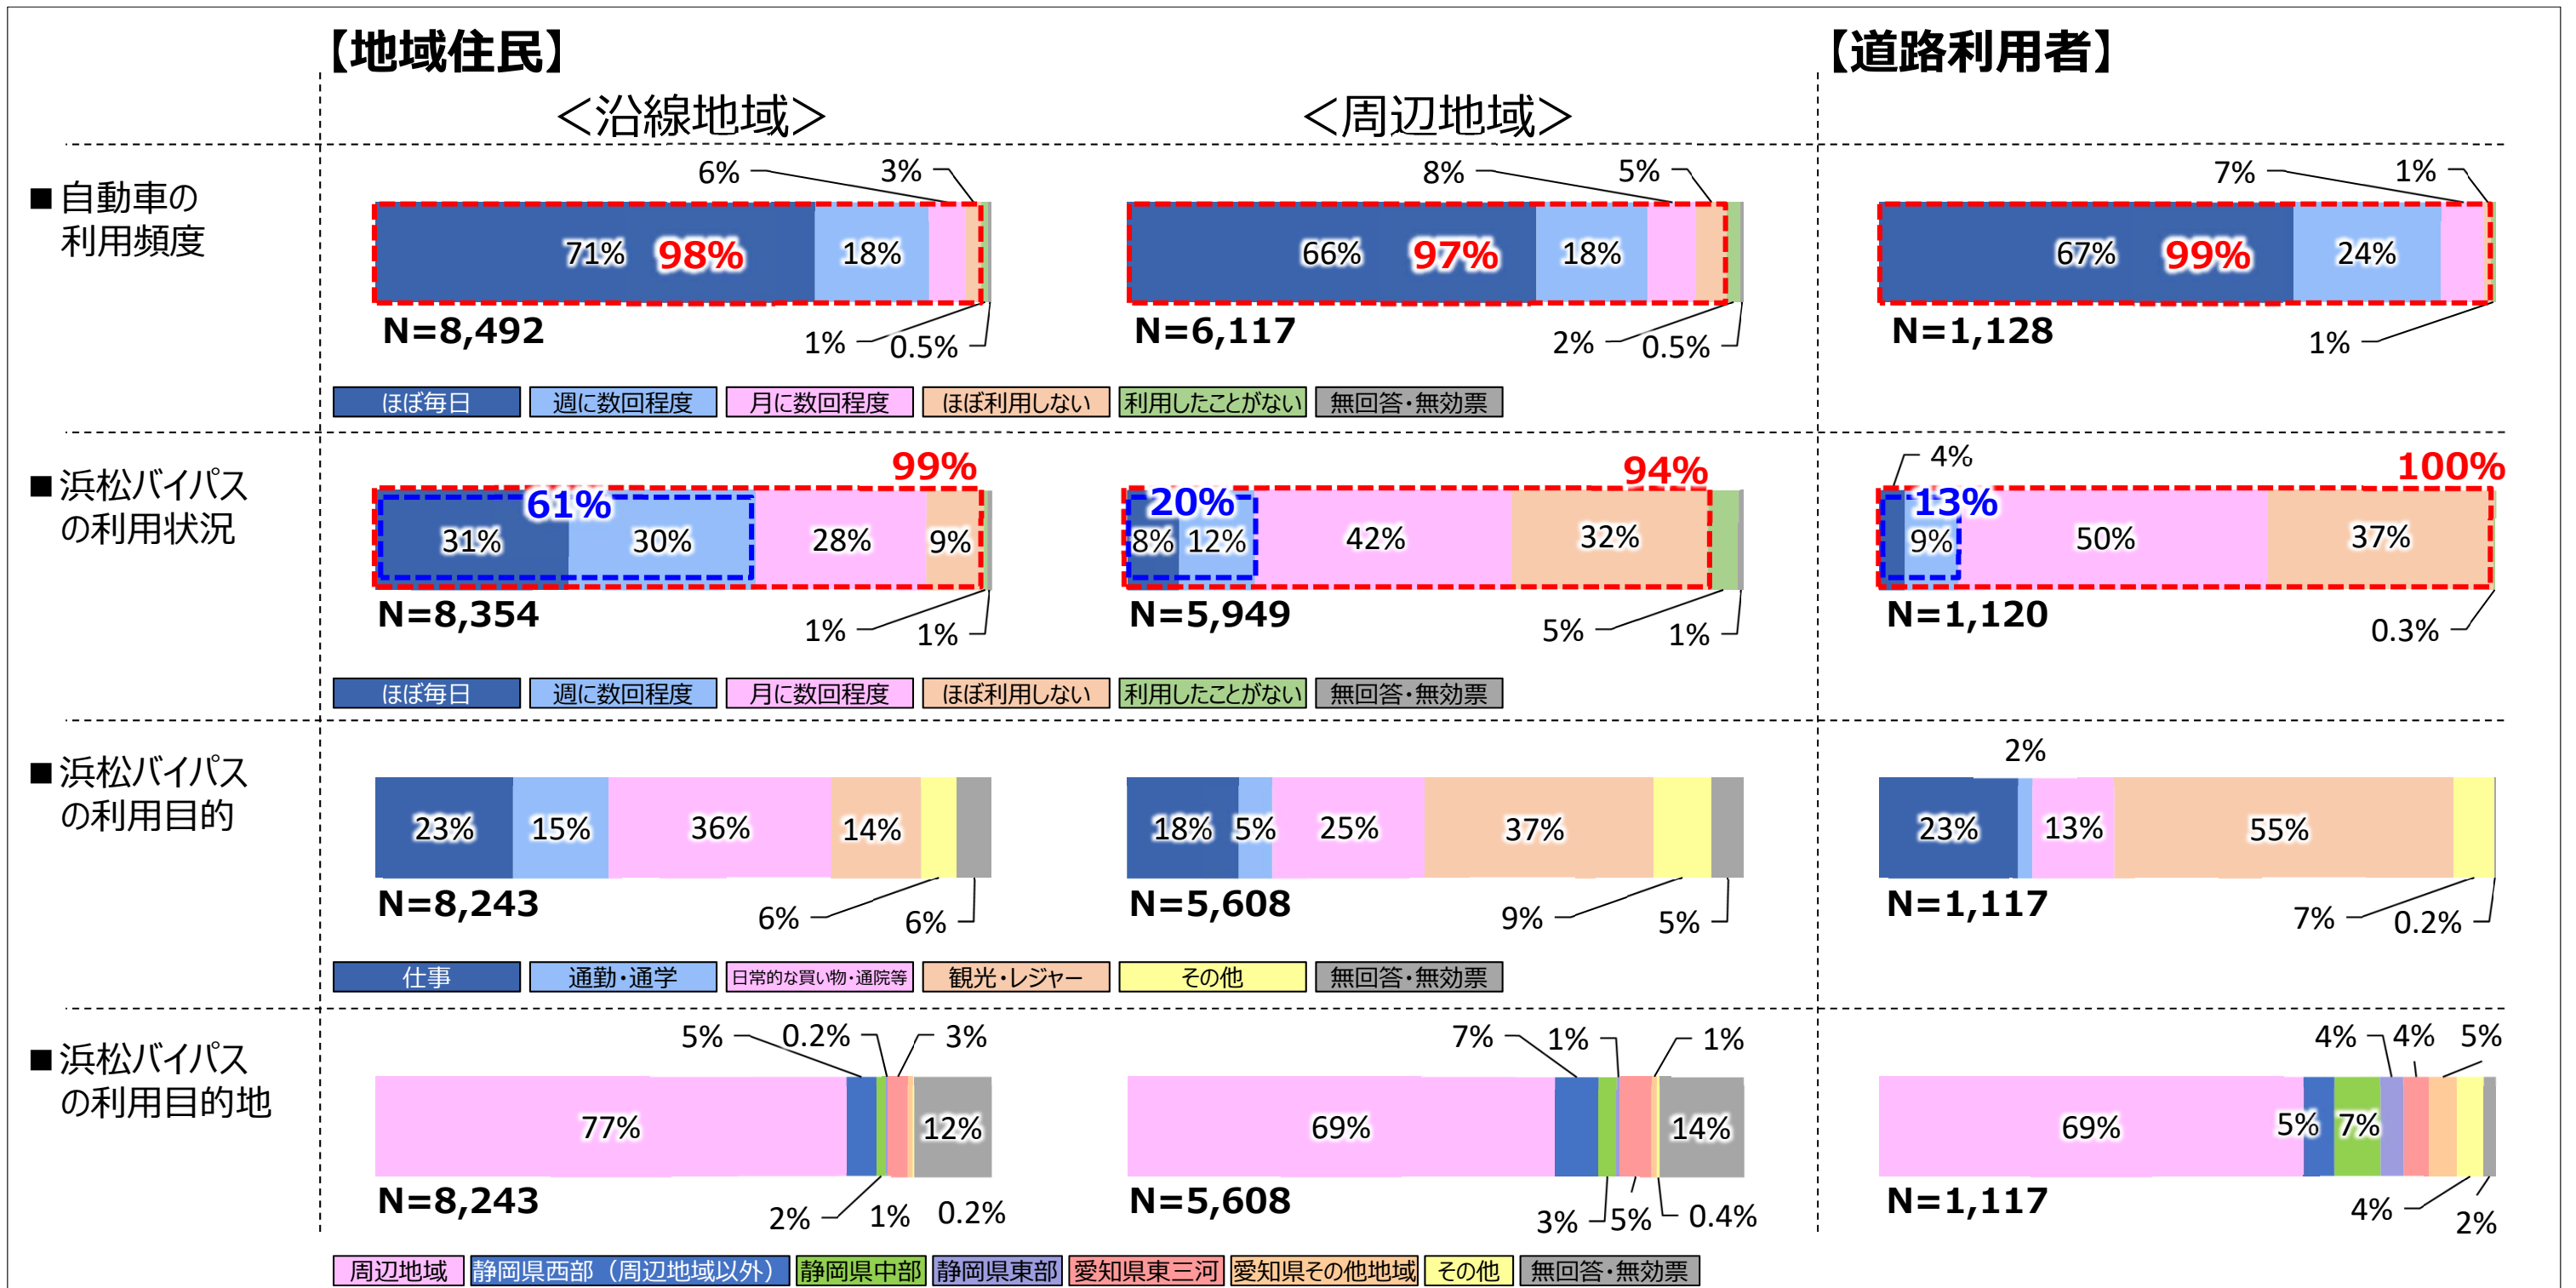 【地域住民】
【道路利用者】
＜沿線地域＞
＜周辺地域＞
■ 自動車の
利用頻度
6%
3%
71%
98%
18%
N=8,492
1%
0.5%
8%
5%
66%
97%
18%
N=6,117
2%
0.5%
7%
1%
67%
99%
24%
N=1,128
1%
ほぼ毎日
週に数回程度
月に数回程度
ほぼ利用しない
利用したことがない
無回答・無効票
■ 浜松バイパス
の利用状況
99%
61%
31%
30%
28%
9%
N=8,354
1%
1%
94%
20%
8%
12%
42%
32%
N=5,949
5%
1%
4%
100%
13%
9%
50%
37%
N=1,120
0.3%
ほぼ毎日
週に数回程度
月に数回程度
ほぼ利用しない
利用したことがない
無回答・無効票
■ 浜松バイパス
の利用目的
23%
15%
36%
14%
N=8,243
6%
6%
18%
5%
25%
37%
N=5,608
9%
5%
2%
23%
13%
55%
N=1,117
7%
0.2%
仕事
通勤・通学
日常的な買い物・通院等
観光・レジャー
その他
無回答・無効票
■ 浜松バイパス
の利用目的地
5%
0.2%
3%
77%
12%
N=8,243
2%
1%
0.2%
7%
1%
1%
69%
14%
N=5,608
3%
5%
0.4%
4%
4%
5%
69%
5%
7%
N=1,117
4%
2%
周辺地域
静岡県西部（周辺地域以外）
静岡県中部
静岡県東部
愛知県東三河
愛知県その他地域
その他
無回答・無効票